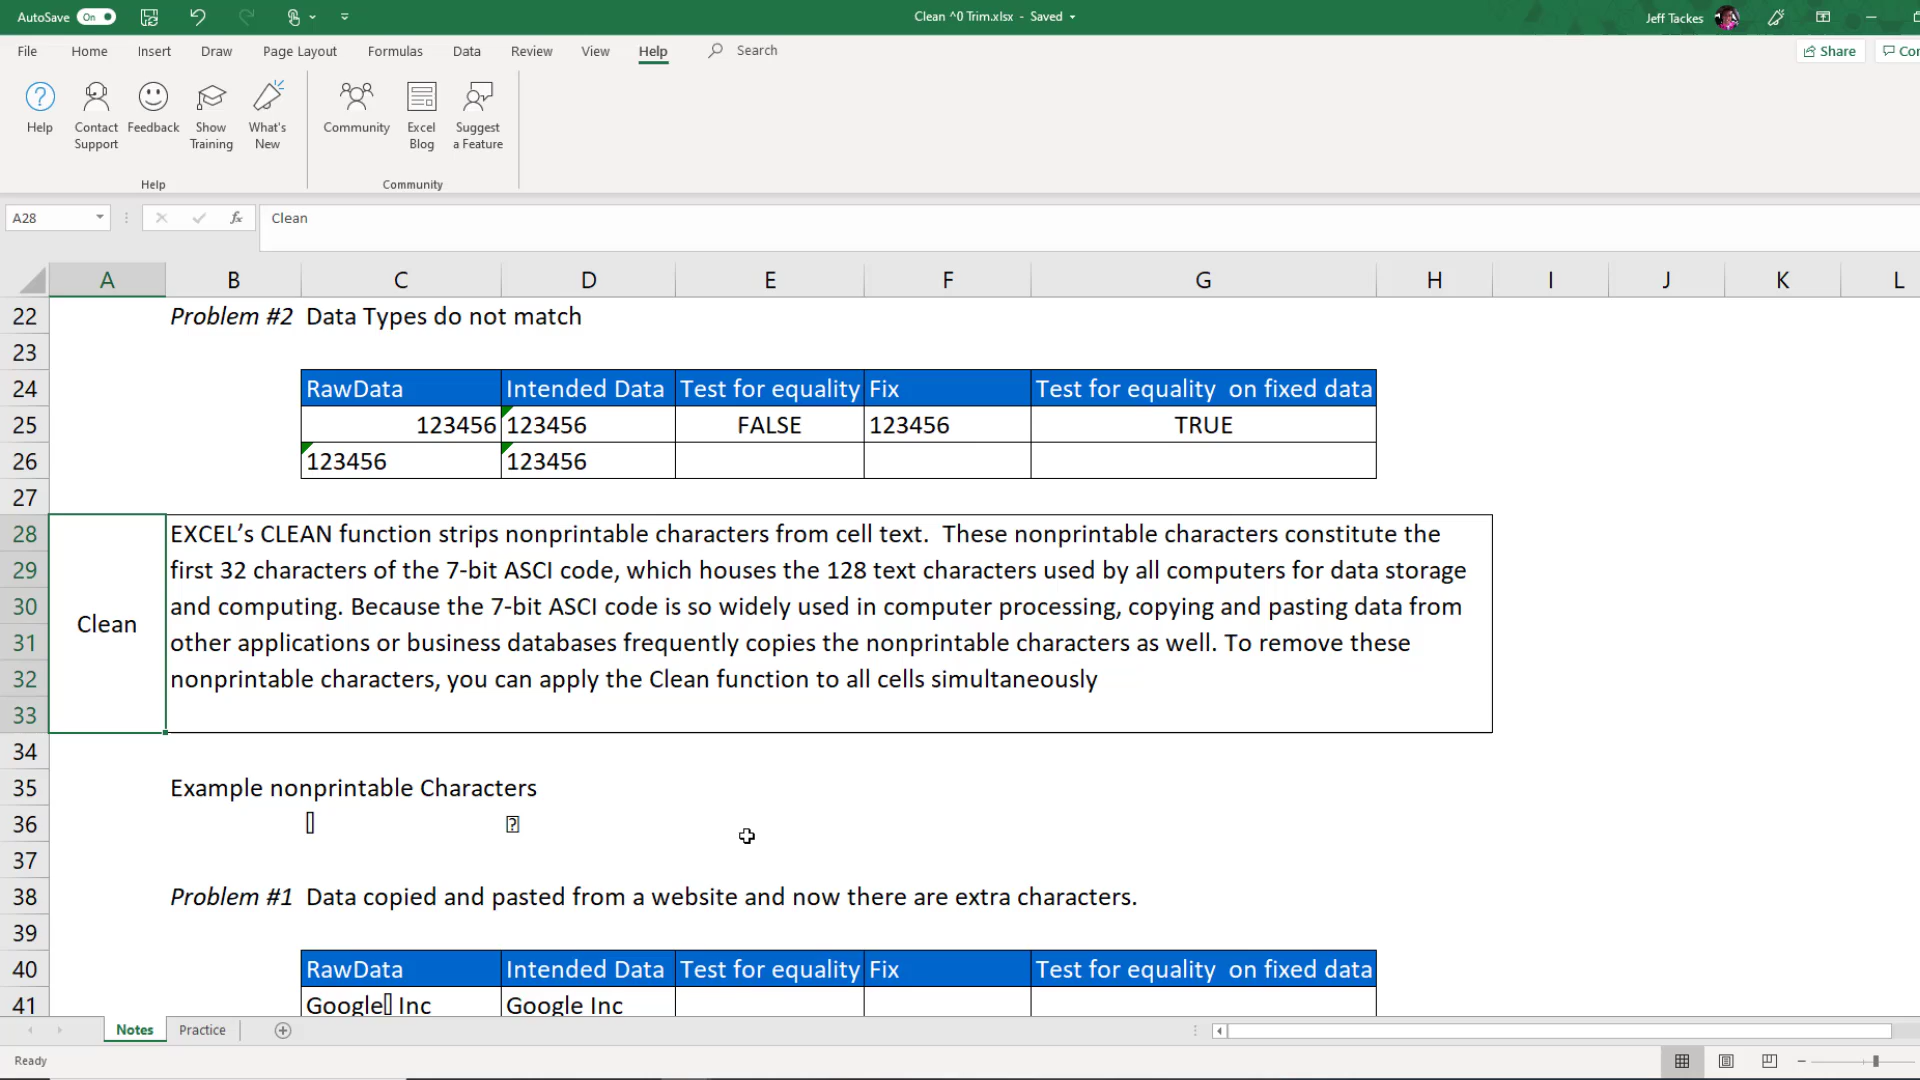 AutoSave On
Clean ^0 Trim.xlsx - Saved
Jeff Tackes
File Home Insert Draw Page Layout Formulas Data Review View Help Search
Share
Help
Contact Support
Feedback
Show Training
What's New
Community
Excel Blog
Suggest a Feature
Help
Community
A28
fx
Clean
A B C D E F G H I J K L
22 Problem #2 Data Types do not match
23
24 RawData Intended Data Test for equality Fix Test for equality on fixed data
25 123456 123456 FALSE 123456 TRUE
26 123456 123456
27
28 EXCEL’s CLEAN function strips nonprintable characters from cell text. These nonprintable characters constitute the
29 first 32 characters of the 7-bit ASCI code, which houses the 128 text characters used by all computers for data storage
30 and computing. Because the 7-bit ASCI code is so widely used in computer processing, copying and pasting data from
Clean
31 other applications or business databases frequently copies the nonprintable characters as well. To remove these
32 nonprintable characters, you can apply the Clean function to all cells simultaneously
33
34
35 Example nonprintable Characters
36 ▯ ⍰
37
38 Problem #1 Data copied and pasted from a website and now there are extra characters.
39
40 RawData Intended Data Test for equality Fix Test for equality on fixed data
41 Google▯ Inc Google Inc
Notes Practice
Ready